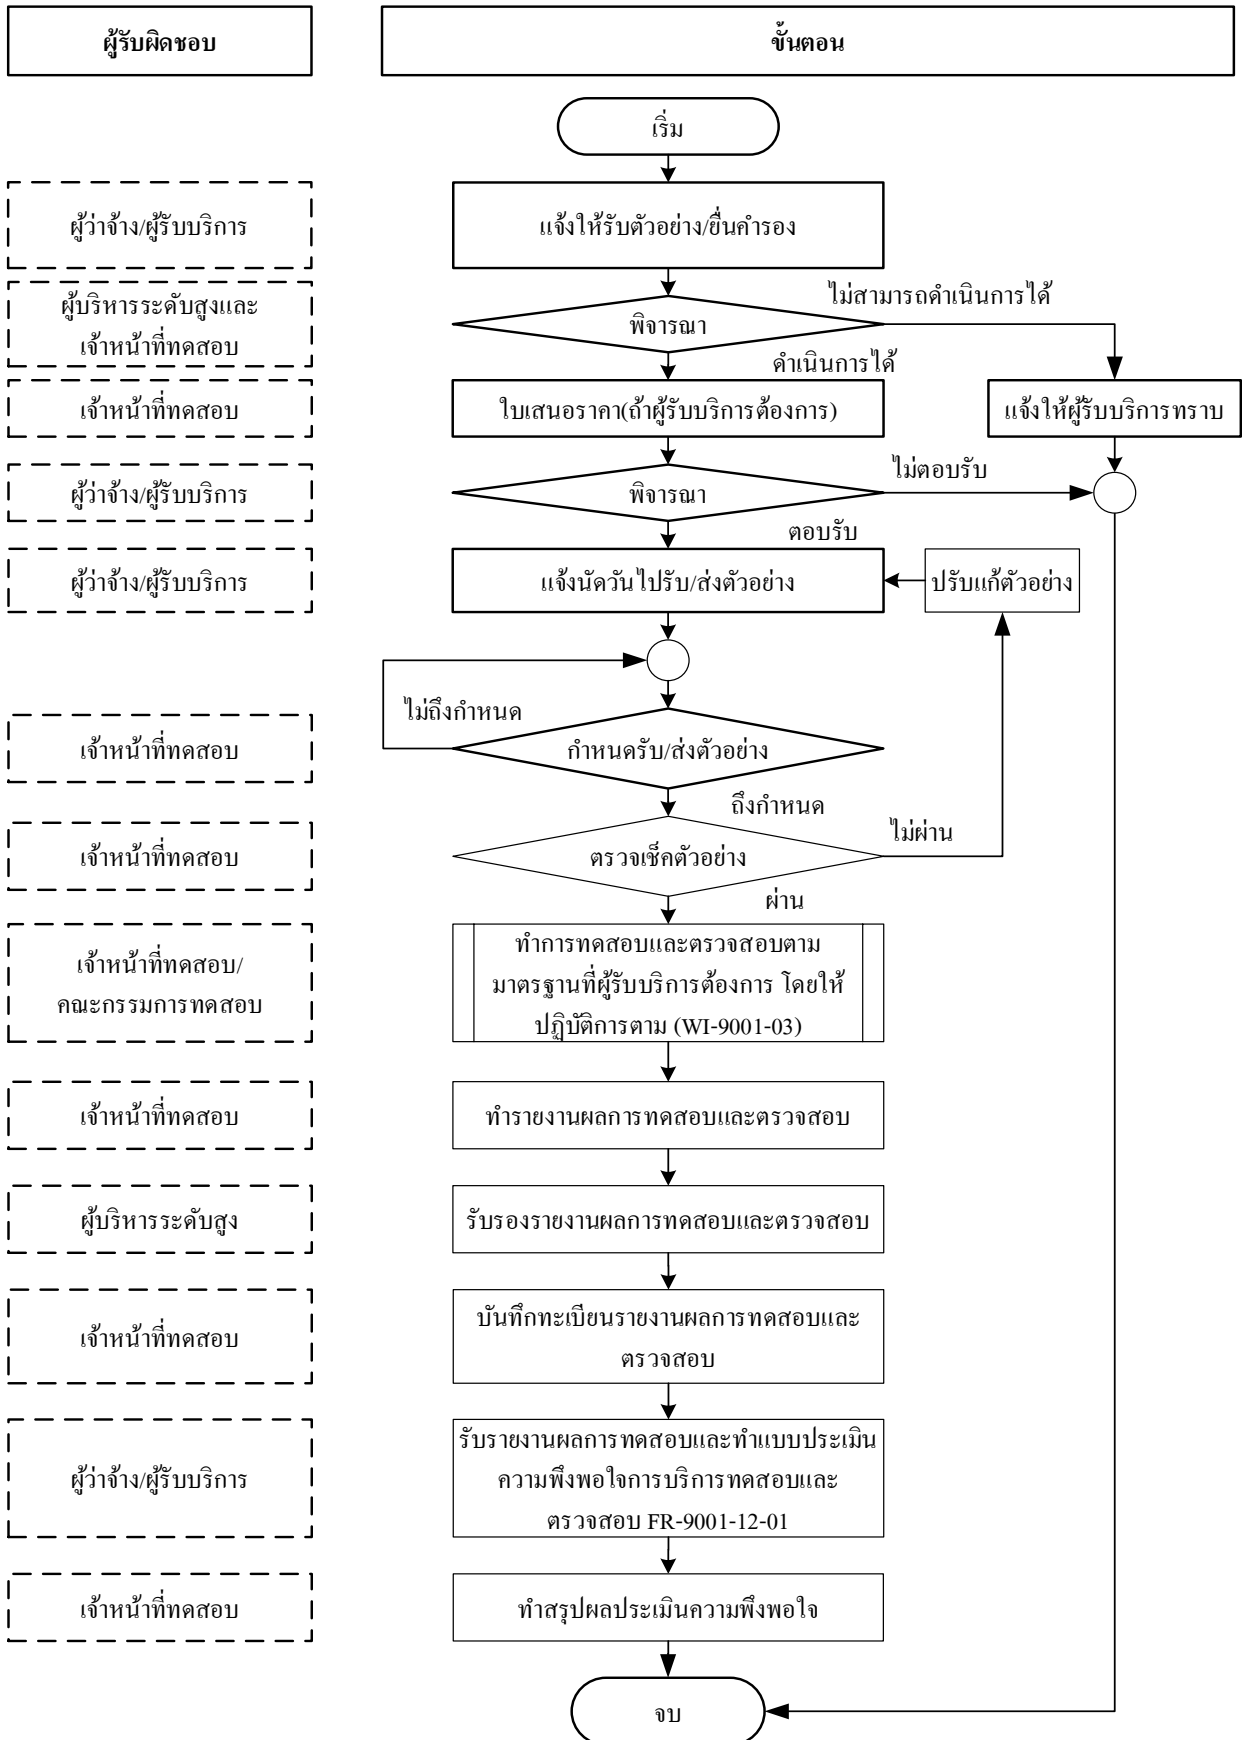 ผู้รับผิดชอบ
ขั้นตอน
เริ่ม
ผู้ว่าจ้าง/ผู้รับบริการ
แจ้งให้รับตัวอย่าง/ยื่นคำรอง
ผู้บริหารระดับสูงและ
เจ้าหน้าที่ทดสอบ
พิจารณา
ไม่สามารถดำเนินการได้
ดำเนินการได้
เจ้าหน้าที่ทดสอบ
ใบเสนอราคา(ถ้าผู้รับบริการต้องการ)
แจ้งให้ผู้รับบริการทราบ
ผู้ว่าจ้าง/ผู้รับบริการ
พิจารณา
ไม่ตอบรับ
ตอบรับ
ผู้ว่าจ้าง/ผู้รับบริการ
แจ้งนัดวันไปรับ/ส่งตัวอย่าง
ปรับแก้ตัวอย่าง
ไม่ถึงกำหนด
เจ้าหน้าที่ทดสอบ
กำหนดรับ/ส่งตัวอย่าง
ถึงกำหนด
เจ้าหน้าที่ทดสอบ
ตรวจเช็คตัวอย่าง
ไม่ผ่าน
ผ่าน
เจ้าหน้าที่ทดสอบ/
คณะกรรมการทดสอบ
ทำการทดสอบและตรวจสอบตาม
มาตรฐานที่ผู้รับบริการต้องการ โดยให้
ปฏิบัติการตาม (WI-9001-03)
เจ้าหน้าที่ทดสอบ
ทำรายงานผลการทดสอบและตรวจสอบ
ผู้บริหารระดับสูง
รับรองรายงานผลการทดสอบและตรวจสอบ
เจ้าหน้าที่ทดสอบ
บันทึกทะเบียนรายงานผลการทดสอบและ
ตรวจสอบ
ผู้ว่าจ้าง/ผู้รับบริการ
รับรายงานผลการทดสอบและทำแบบประเมิน
ความพึงพอใจการบริการทดสอบและ
ตรวจสอบ FR-9001-12-01
เจ้าหน้าที่ทดสอบ
ทำสรุปผลประเมินความพึงพอใจ
จบ